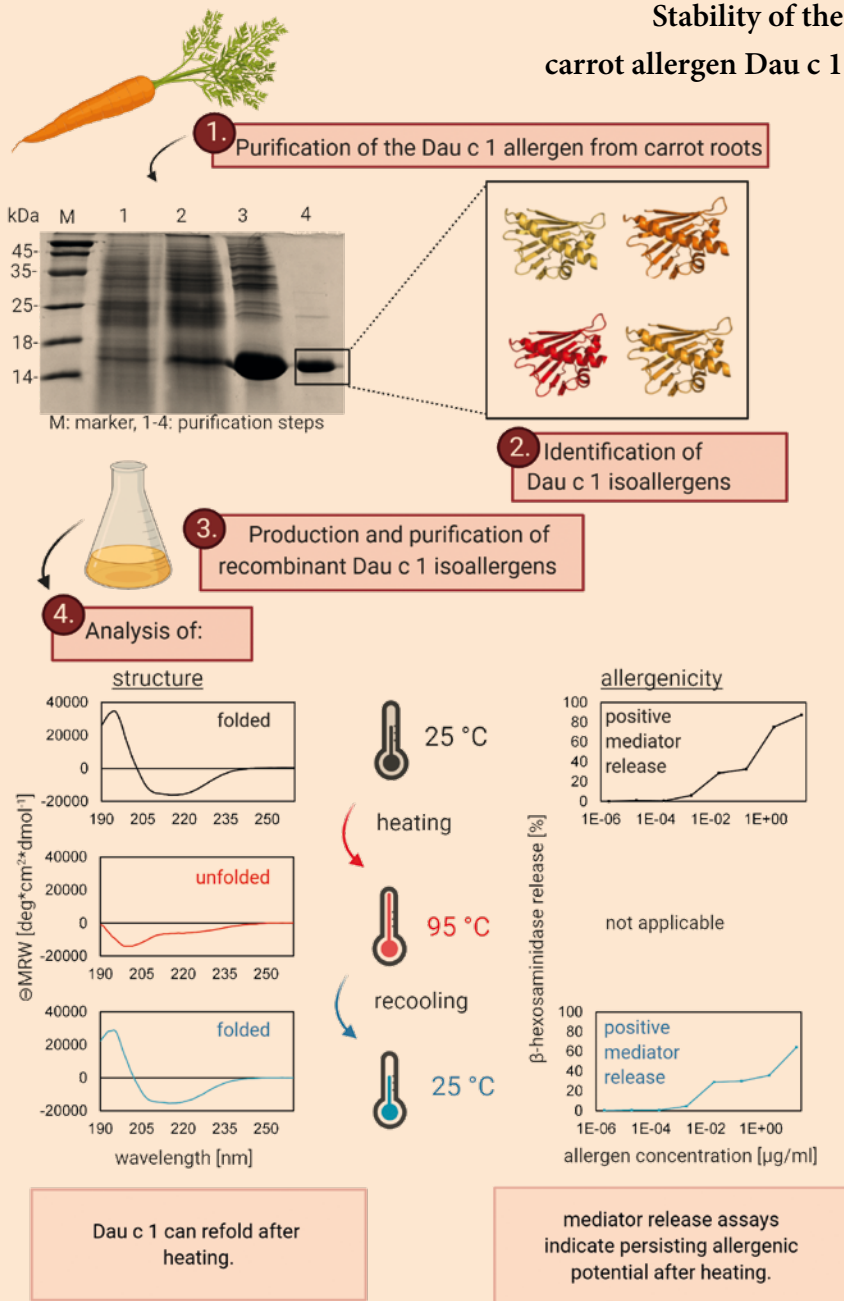 Stability of the
carrot allergen Dau c 1
1.
Purification of the Dau c 1 allergen from carrot roots
kDa M 1 2 3 4
45-
35-
25-
18-
14-
M: marker, 1-4: purification steps
2. Identification of
Dau c 1 isoallergens
3. Production and purification of
recombinant Dau c 1 isoallergens
4.
Analysis of:
structure
ΘMRW [deg*cm²*dmol⁻¹]
40000
20000
0
-20000
folded
190 205 220 235 250
40000
20000
0
-20000
unfolded
190 205 220 235 250
40000
20000
0
-20000
folded
190 205 220 235 250
wavelength [nm]
25 °C
heating
95 °C
recooling
25 °C
allergenicity
β-hexosaminidase release [%]
100
80
60
40
20
0
positive
mediator
release
1E-06 1E-04 1E-02 1E+00
not applicable
100
80
60
40
20
0
positive
mediator
release
1E-06 1E-04 1E-02 1E+00
allergen concentration [µg/ml]
Dau c 1 can refold after
heating.
mediator release assays
indicate persisting allergenic
potential after heating.